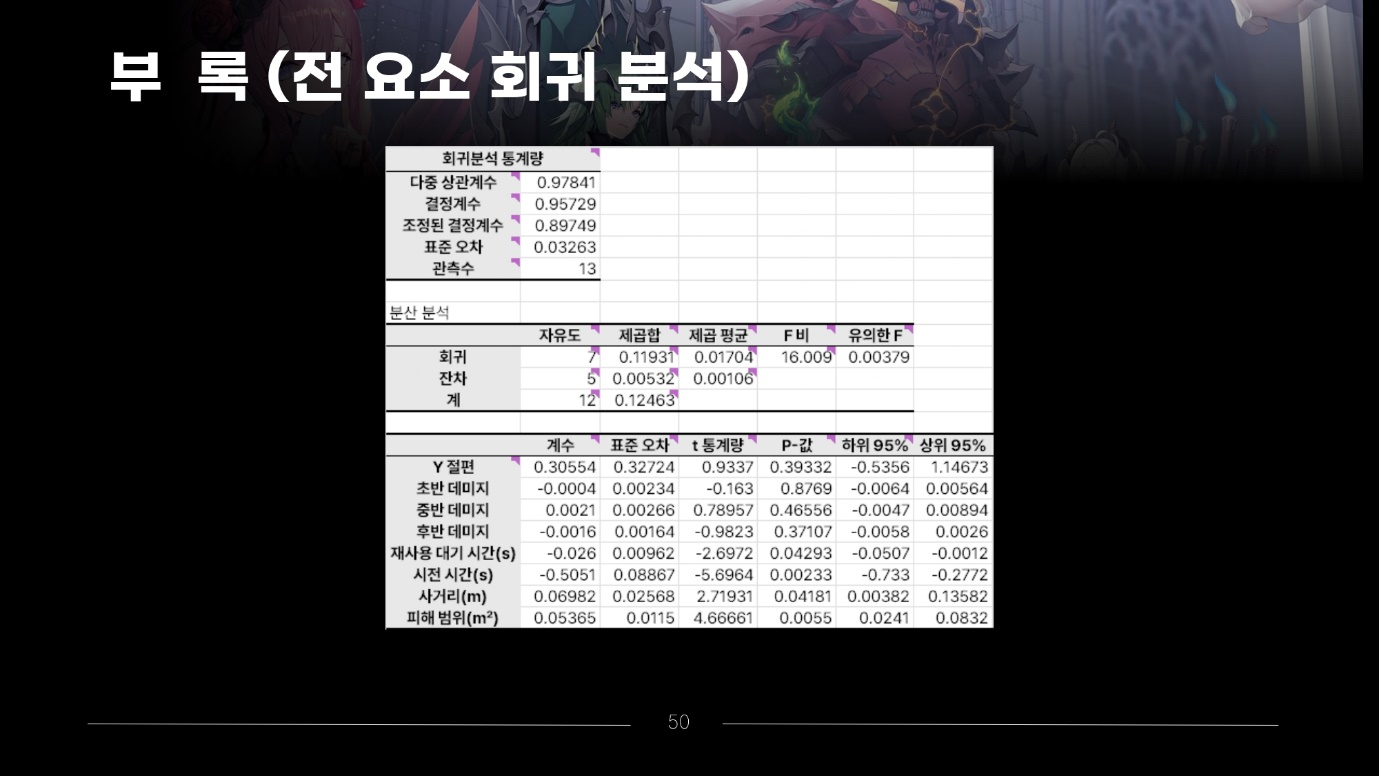 부 록 (전 요소 회귀 분석)
회귀분석 통계량
다중 상관계수 0.97841
결정계수 0.95729
조정된 결정계수 0.89749
표준 오차 0.03263
관측수 13
분산 분석
자유도 제곱합 제곱 평균 F 비 유의한 F
회귀 7 0.11931 0.01704 16.009 0.00379
잔차 5 0.00532 0.00106
계 12 0.12463
계수 표준 오차 t 통계량 P-값 하위 95% 상위 95%
Y 절편 0.30554 0.32724 0.9337 0.39332 -0.5356 1.14673
초반 데미지 -0.0004 0.00234 -0.163 0.8769 -0.0064 0.00564
중반 데미지 0.0021 0.00266 0.78957 0.46556 -0.0047 0.00894
후반 데미지 -0.0016 0.00164 -0.9823 0.37107 -0.0058 0.0026
재사용 대기 시간(s) -0.026 0.00962 -2.6972 0.04293 -0.0507 -0.0012
시전 시간(s) -0.5051 0.08867 -5.6964 0.00233 -0.733 -0.2772
사거리(m) 0.06982 0.02568 2.71931 0.04181 0.00382 0.13582
피해 범위(m²) 0.05365 0.0115 4.66661 0.0055 0.0241 0.0832
50